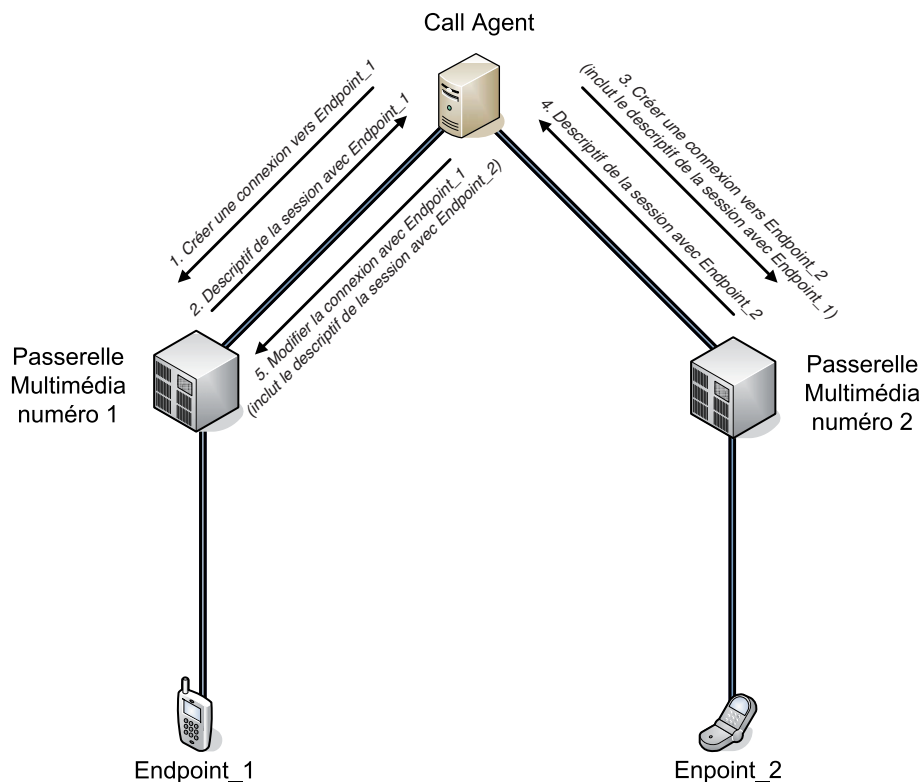 Call Agent
1. Créer une connexion vers Endpoint_1
2. Descriptif de la session avec Endpoint_1
3. Créer une connexion vers Endpoint_2
(inclut le descriptif de la session avec Endpoint_1)
4. Descriptif de la session avec Endpoint_2
5. Modifier la connexion avec Endpoint_1
(inclut le descriptif de la session avec Endpoint_2)
Passerelle
Multimédia
numéro 1
Passerelle
Multimédia
numéro 2
Endpoint_1
Enpoint_2